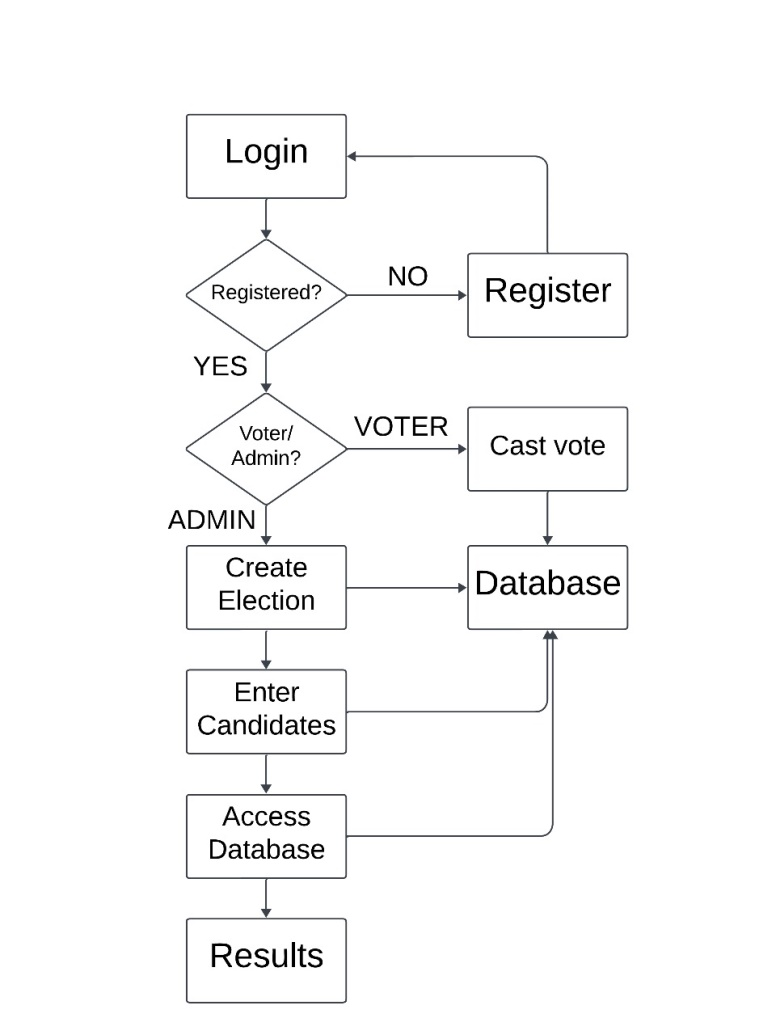 Login
Registered?
NO
Register
YES
Voter/
Admin?
VOTER
Cast vote
ADMIN
Create
Election
Database
Enter
Candidates
Access
Database
Results